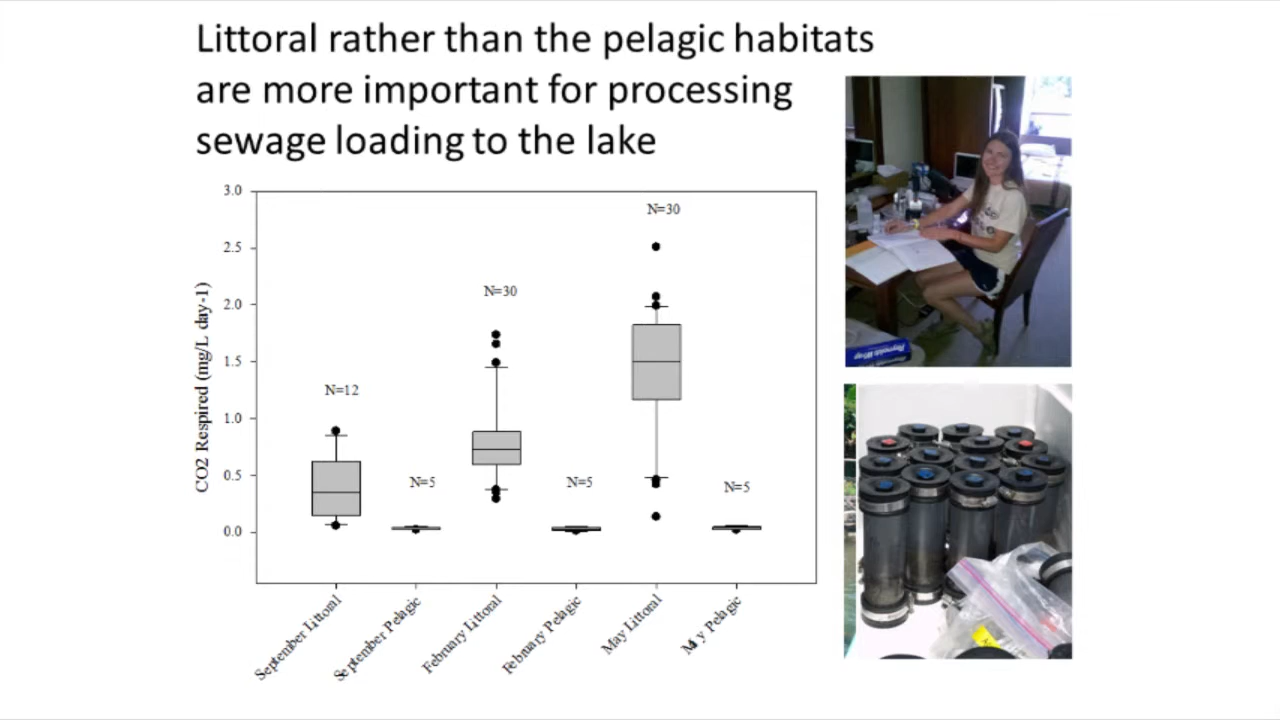 Littoral rather than the pelagic habitats
are more important for processing
sewage loading to the lake
3.0
2.5
2.0
1.5
1.0
0.5
0.0
CO2 Respired (mg/L day-1)
N=12
N=5
N=30
N=5
N=30
N=5
September Littoral
September Pelagic
February Littoral
February Pelagic
May Littoral
May Pelagic
Reynolds Wrap